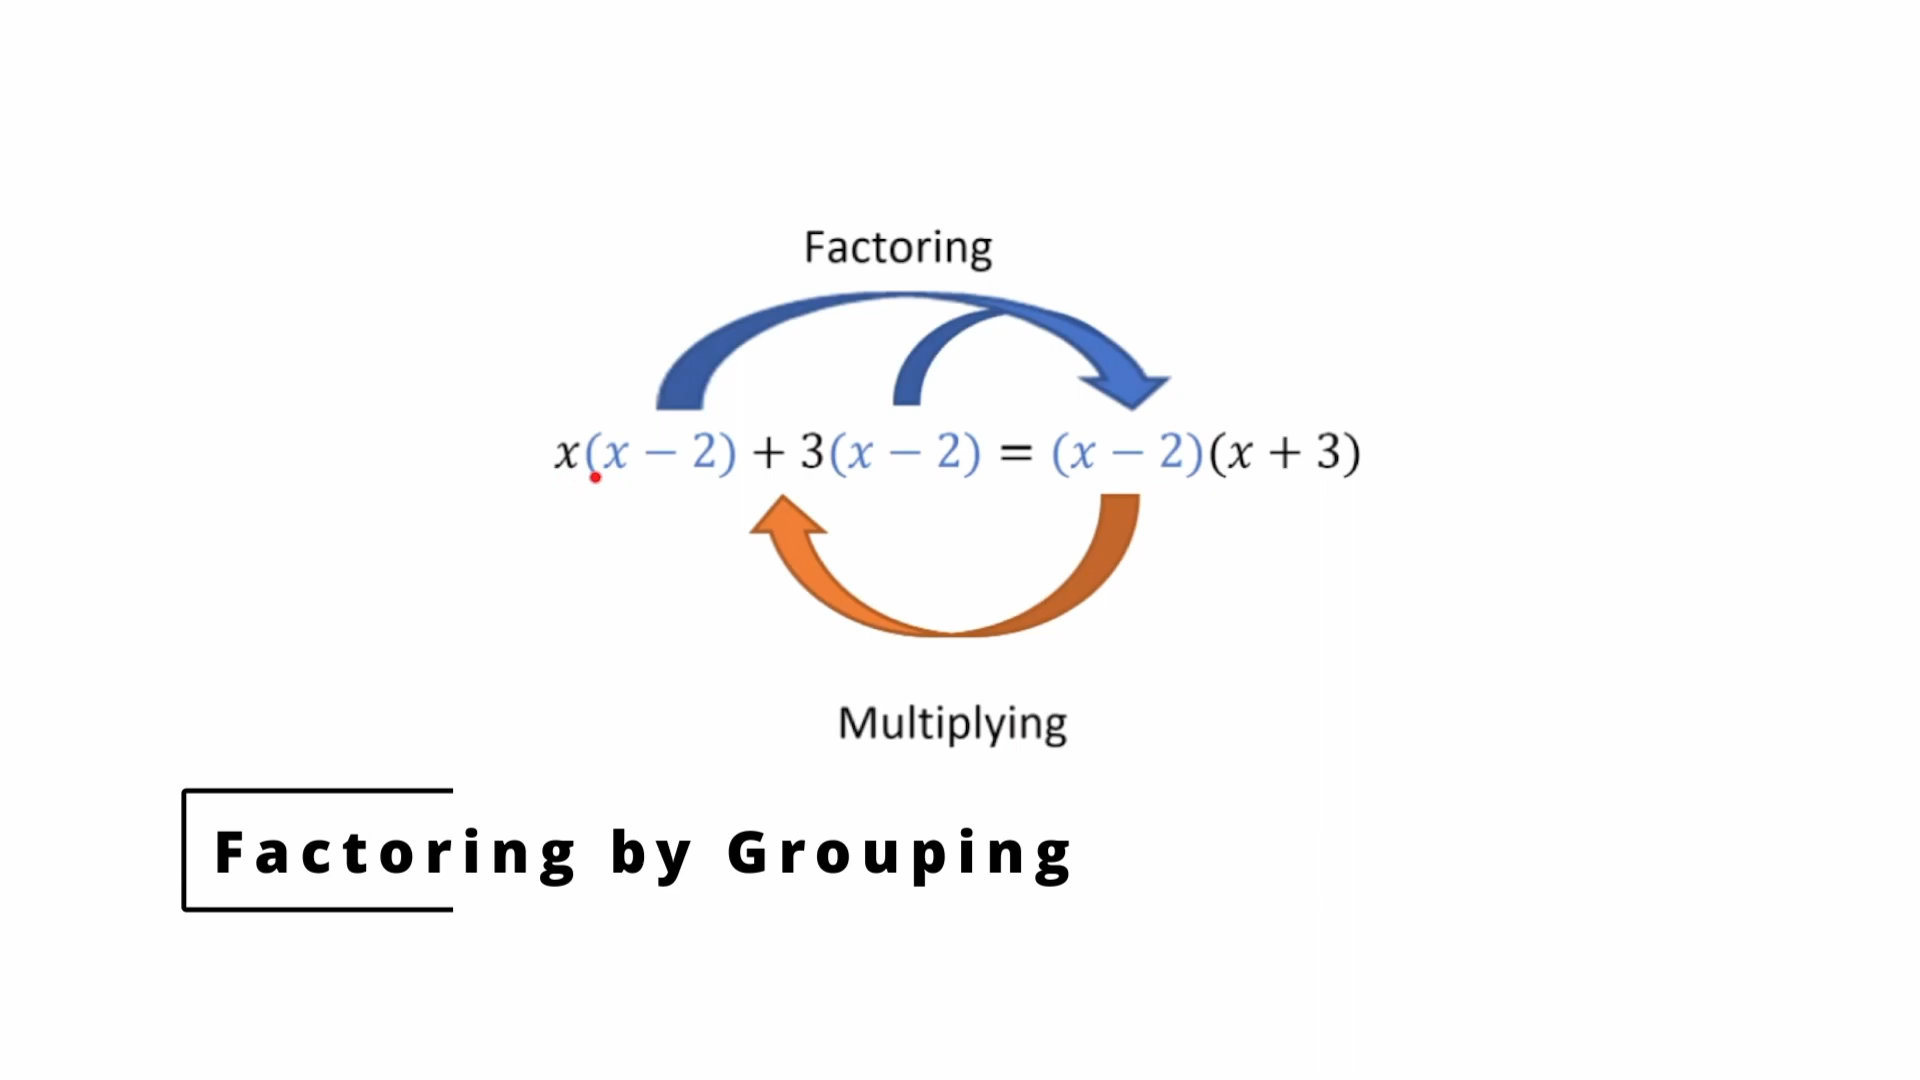 Factoring
x(x − 2) + 3(x − 2) = (x − 2)(x + 3)
Multiplying
Factoring by Grouping